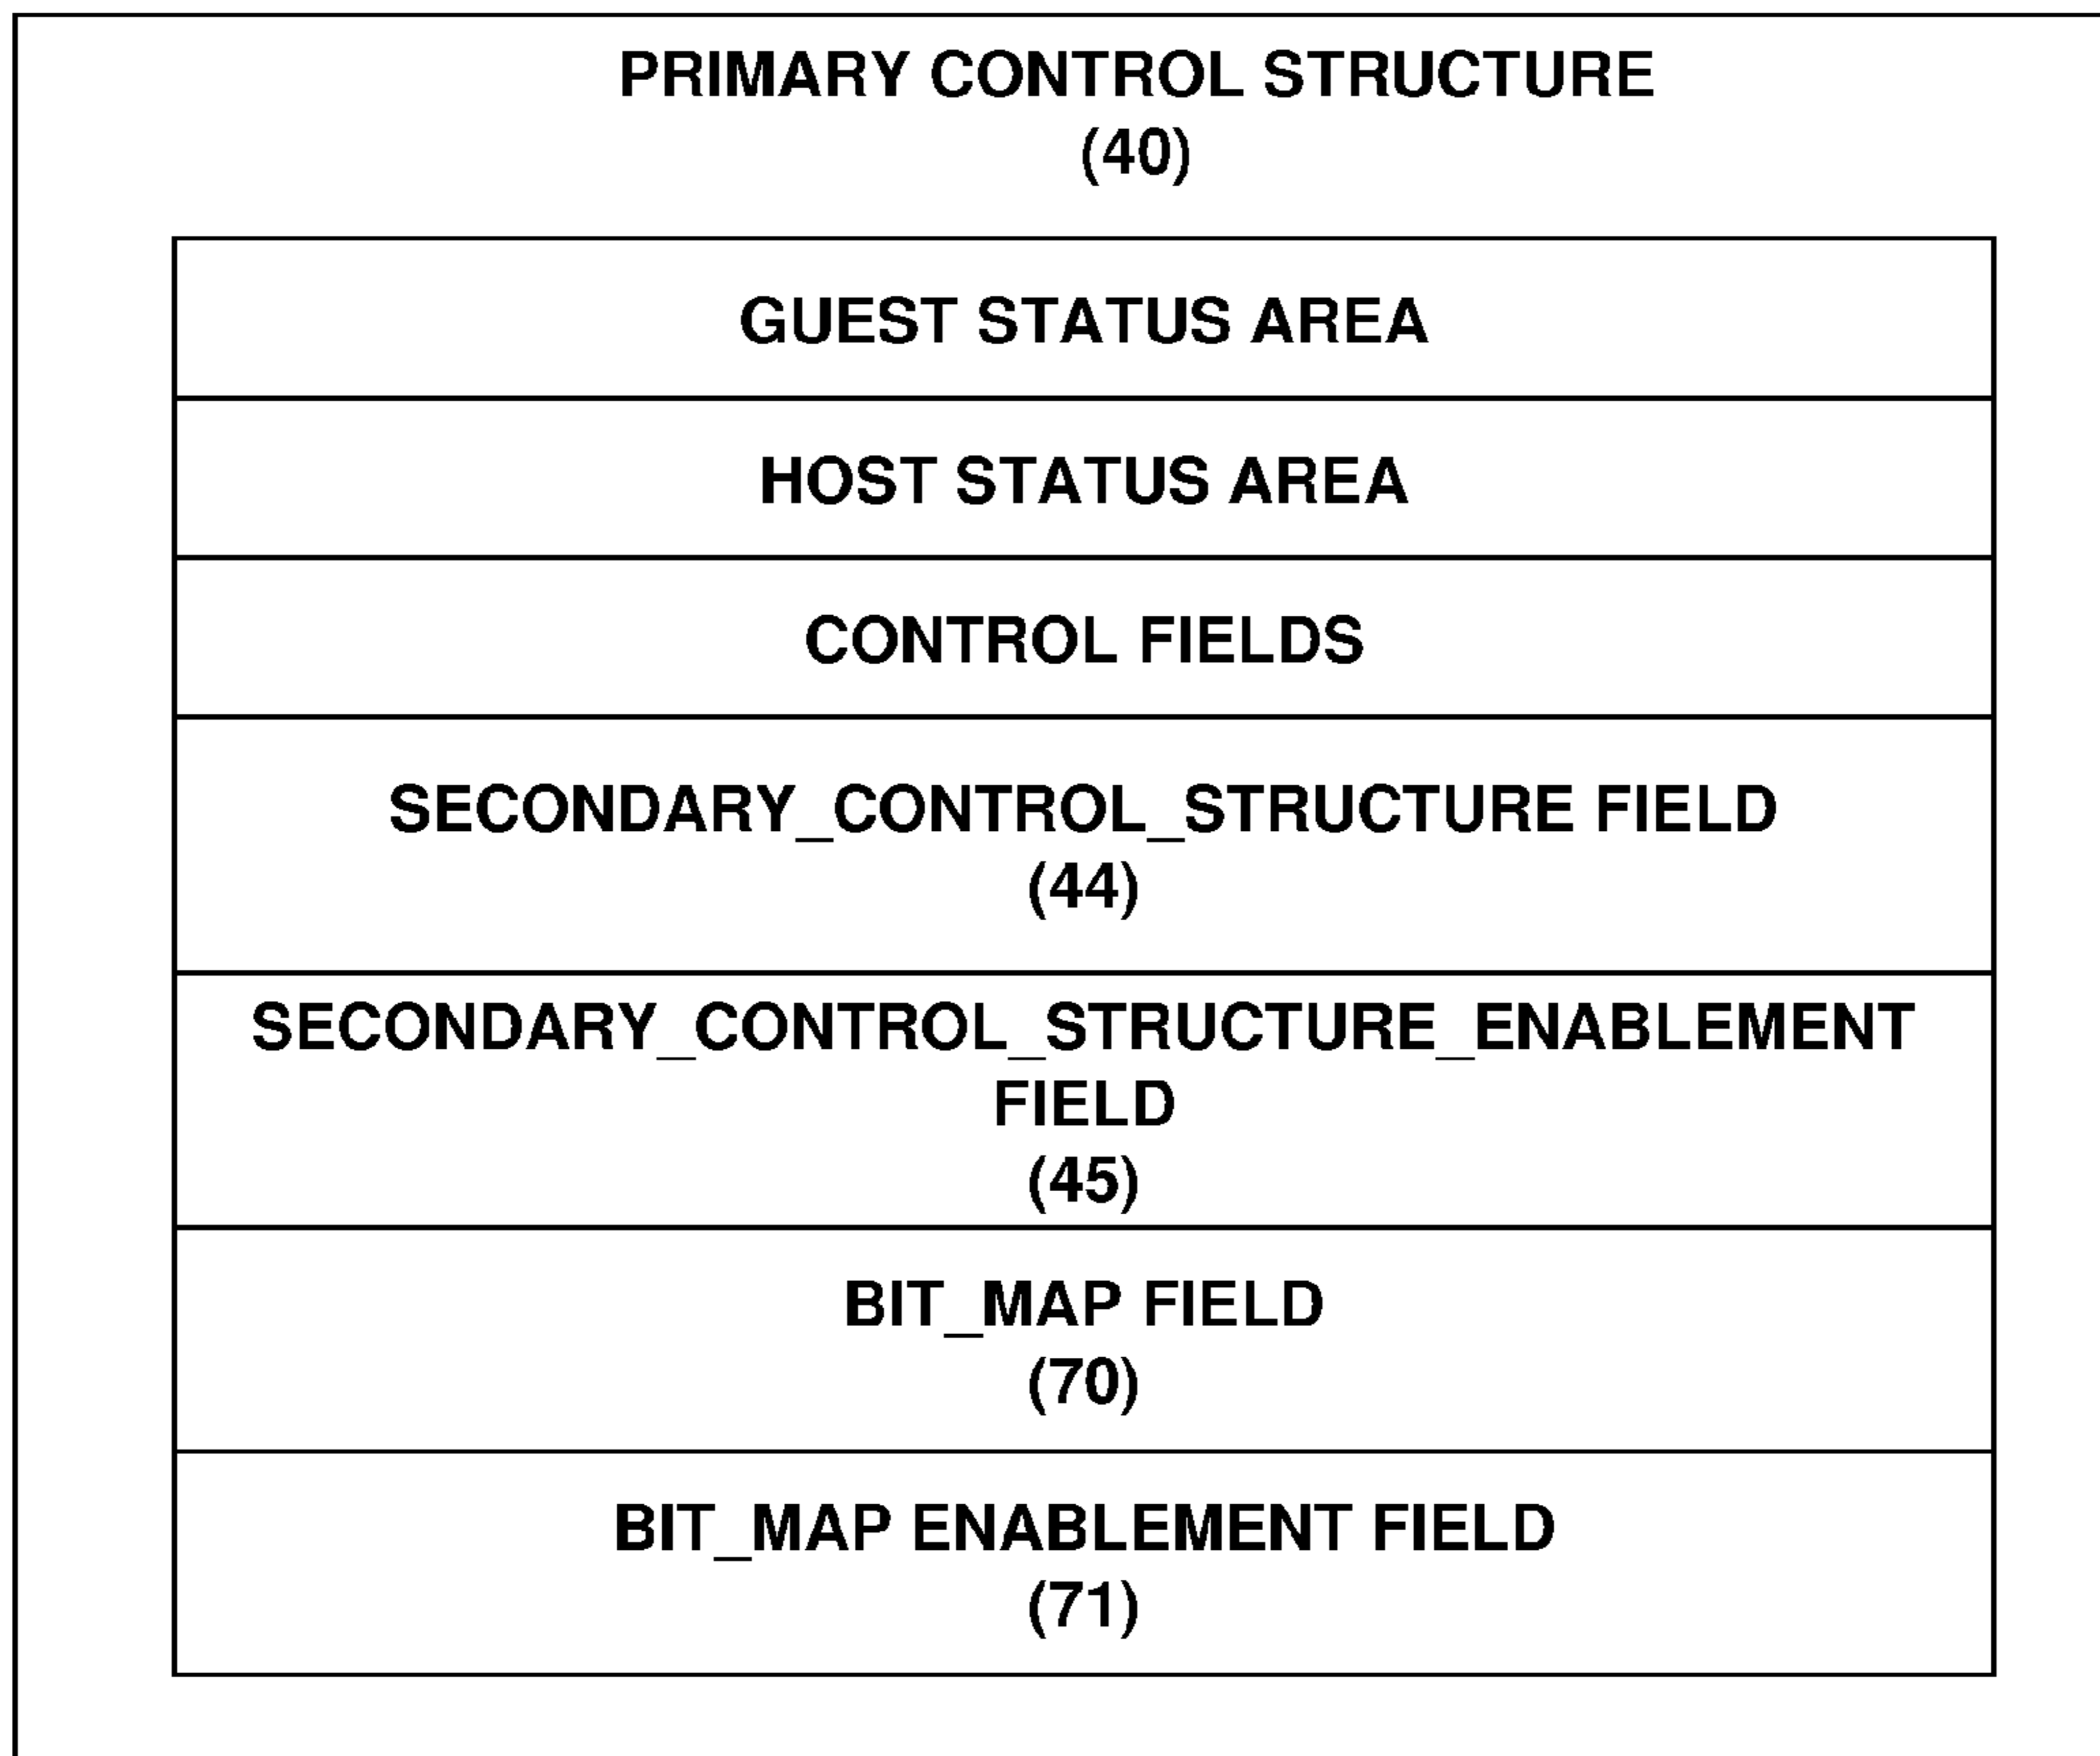 PRIMARY CONTROL STRUCTURE
(40)
GUEST STATUS AREA
HOST STATUS AREA
CONTROL FIELDS
SECONDARY_CONTROL_STRUCTURE FIELD
(44)
SECONDARY_CONTROL_STRUCTURE_ENABLEMENT
FIELD
(45)
BIT_MAP FIELD
(70)
BIT_MAP ENABLEMENT FIELD
(71)